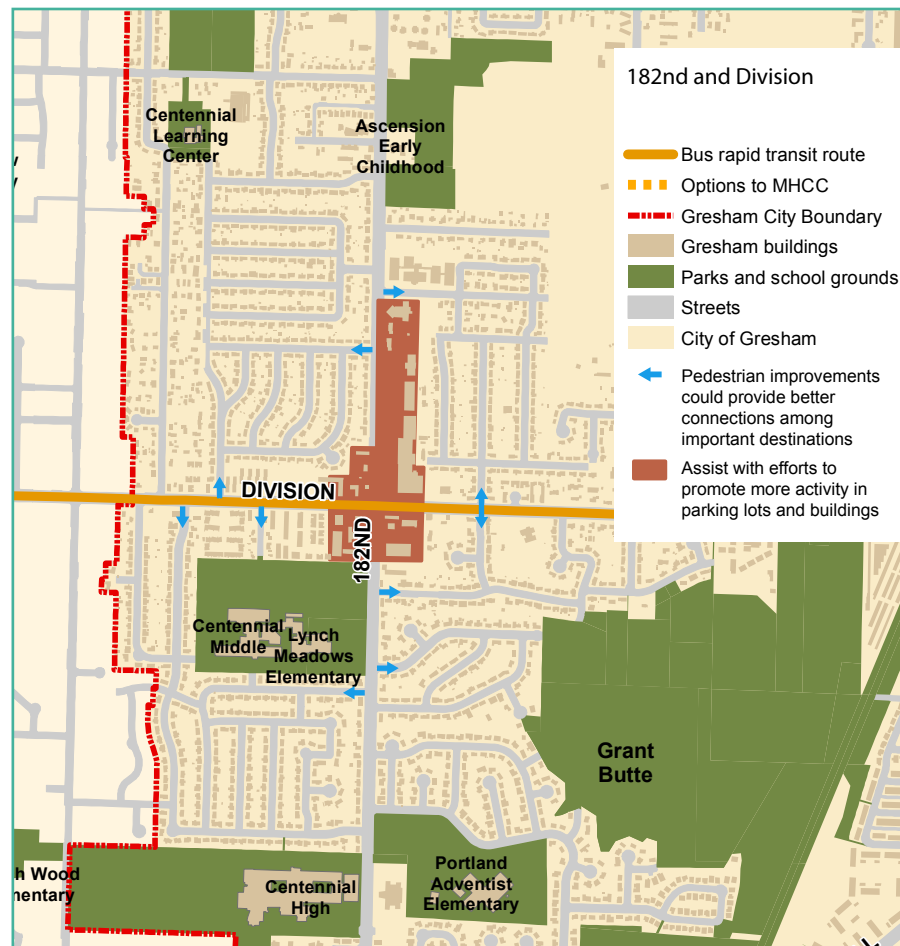 182nd and Division
Bus rapid transit route
Options to MHCC
Gresham City Boundary
Gresham buildings
Parks and school grounds
Streets
City of Gresham
Pedestrian improvements
could provide better
connections among
important destinations
Assist with efforts to
promote more activity in
parking lots and buildings
Centennial
Learning
Center
Ascension
Early
Childhood
DIVISION
182ND
Centennial
Middle
Lynch
Meadows
Elementary
Grant
Butte
h Wood
mentary
Centennial
High
Portland
Adventist
Elementary